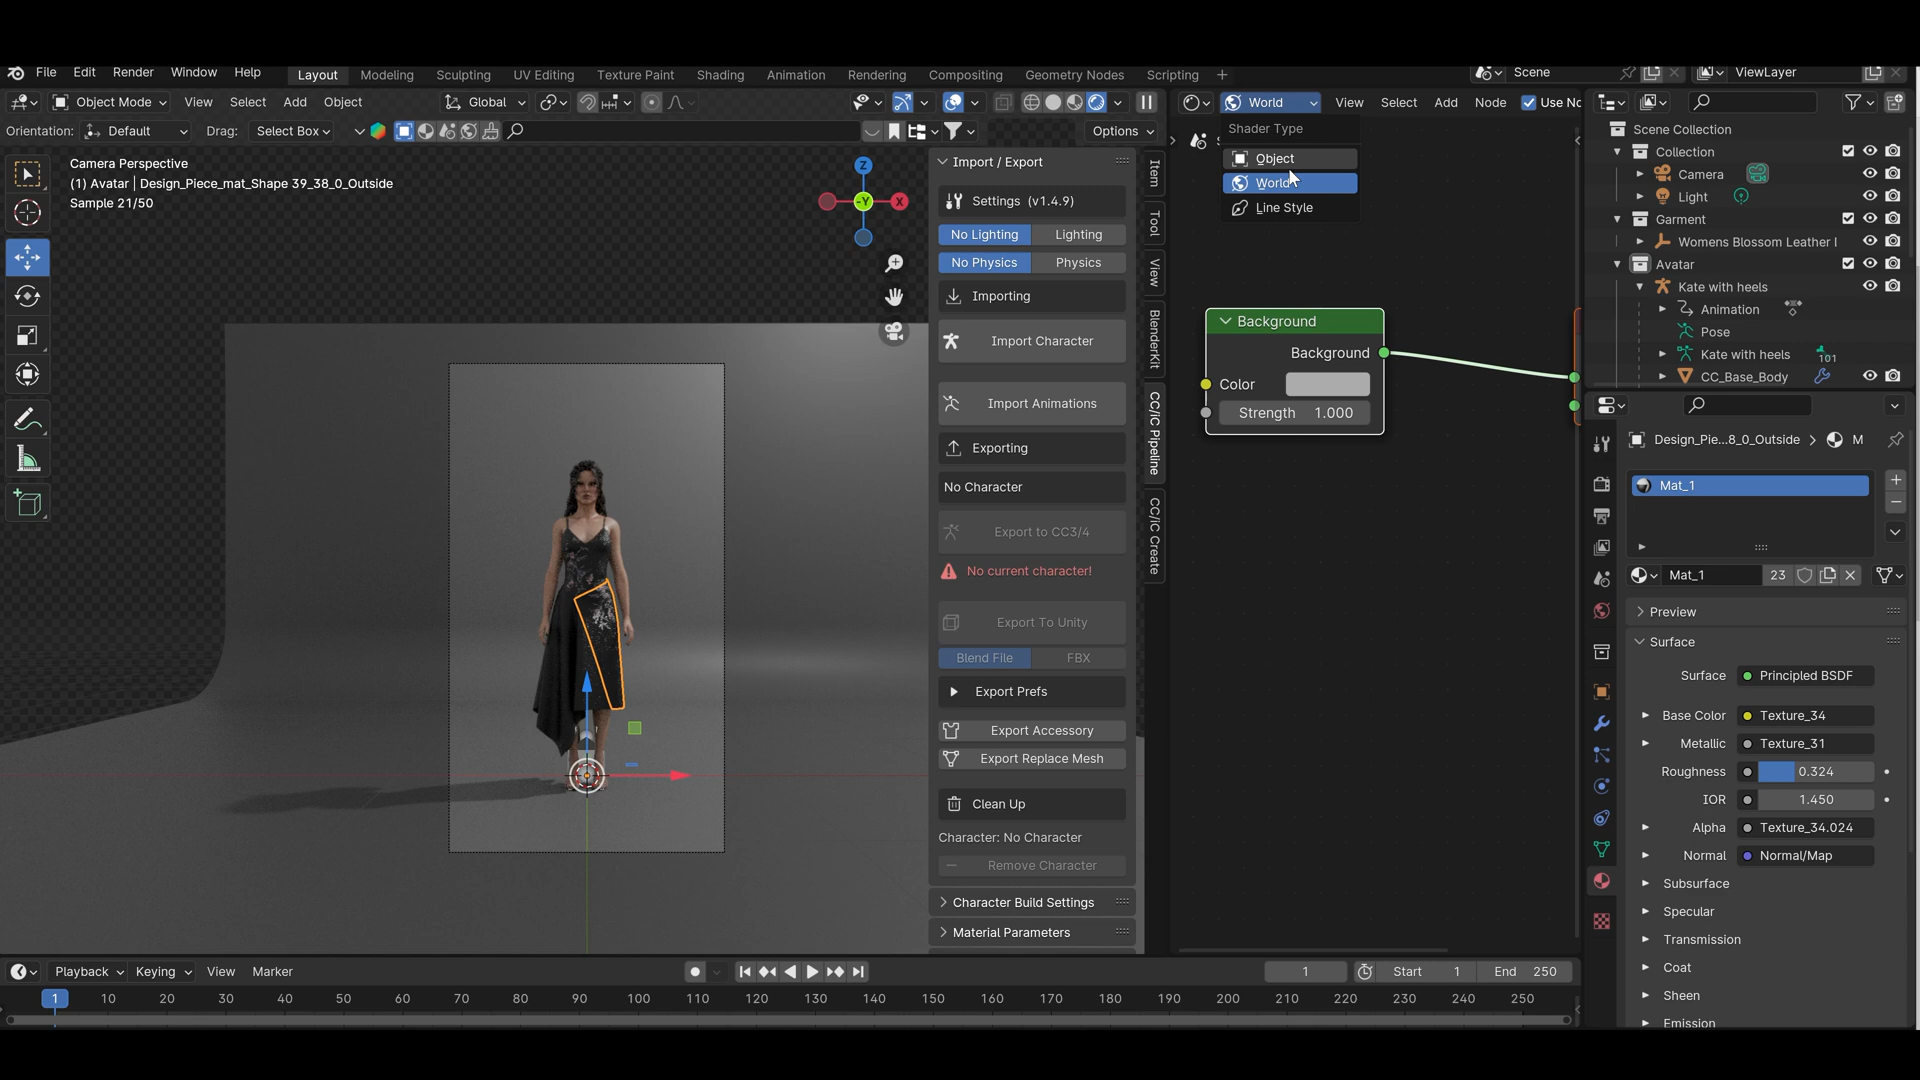 File Edit Render Window Help Layout Modeling Sculpting UV Editing Texture Paint Shading Animation Rendering Compositing Geometry Nodes Scripting + Scene ViewLayer
Object Mode View Select Add Object Global World View Select Add Node Use No
Orientation: Default Drag: Select Box Options
Camera Perspective
(1) Avatar | Design_Piece_mat_Shape 39_38_0_Outside
Sample 21/50
Z
-Y
X
Import / Export
Settings (v1.4.9)
No Lighting Lighting
No Physics Physics
Importing
Import Character
Import Animations
Exporting
No Character
Export to CC3/4
No current character!
Export To Unity
Blend File FBX
Export Prefs
Export Accessory
Export Replace Mesh
Clean Up
Character: No Character
Remove Character
Character Build Settings
Material Parameters
Item
Tool
View
BlenderKit
CC/iC Pipeline
CC/iC Create
Shader Type
Object
World
Line Style
Background
Background
Color
Strength 1.000
Scene Collection
Collection
Camera
Light
Garment
Womens Blossom Leather
Avatar
Kate with heels
Animation
Pose
Kate with heels 101
CC_Base_Body
Design_Pie...8_0_Outside M
Mat_1
Mat_1 23
Preview
Surface
Surface Principled BSDF
Base Color Texture_34
Metallic Texture_31
Roughness 0.324
IOR 1.450
Alpha Texture_34.024
Normal Normal/Map
Subsurface
Specular
Transmission
Coat
Sheen
Emission
Playback Keying View Marker 1 Start 1 End 250
1 10 20 30 40 50 60 70 80 90 100 110 120 130 140 150 160 170 180 190 200 210 220 230 240 250